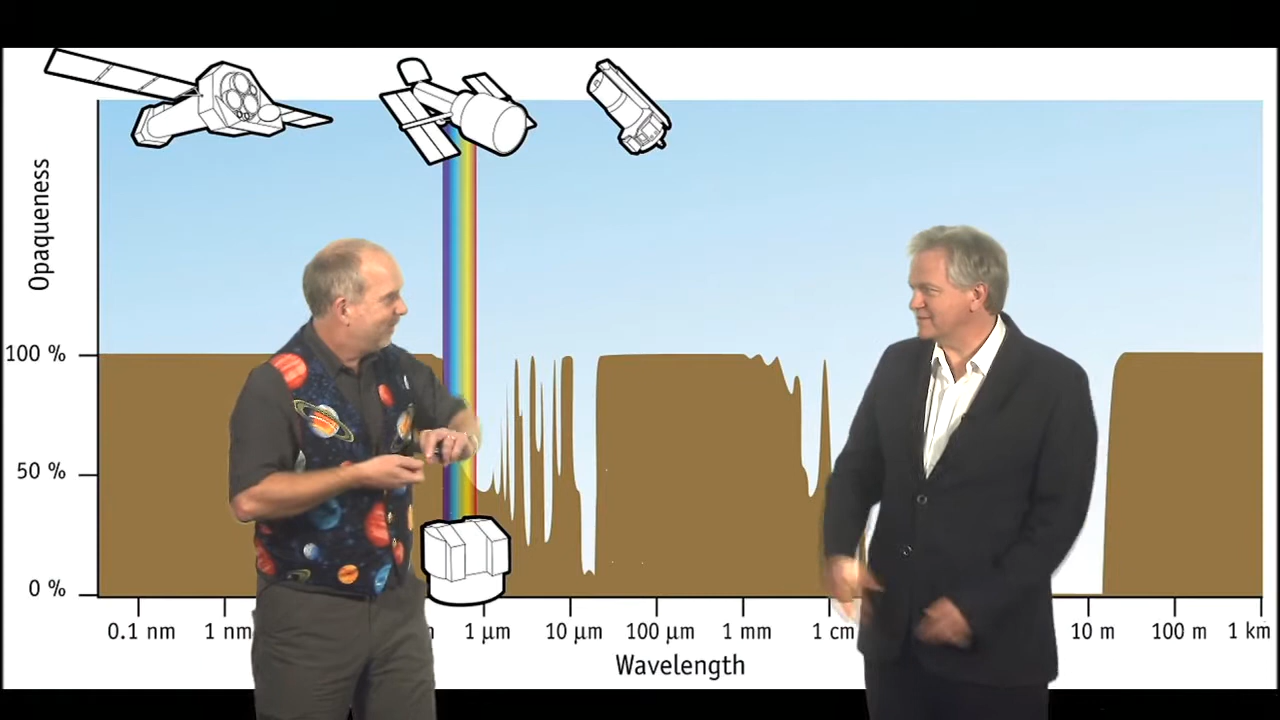 Opaqueness
100 %
50 %
0 %
0.1 nm 1 nm 1 μm 10 μm 100 μm 1 mm 1 cm 10 m 100 m 1 km
Wavelength